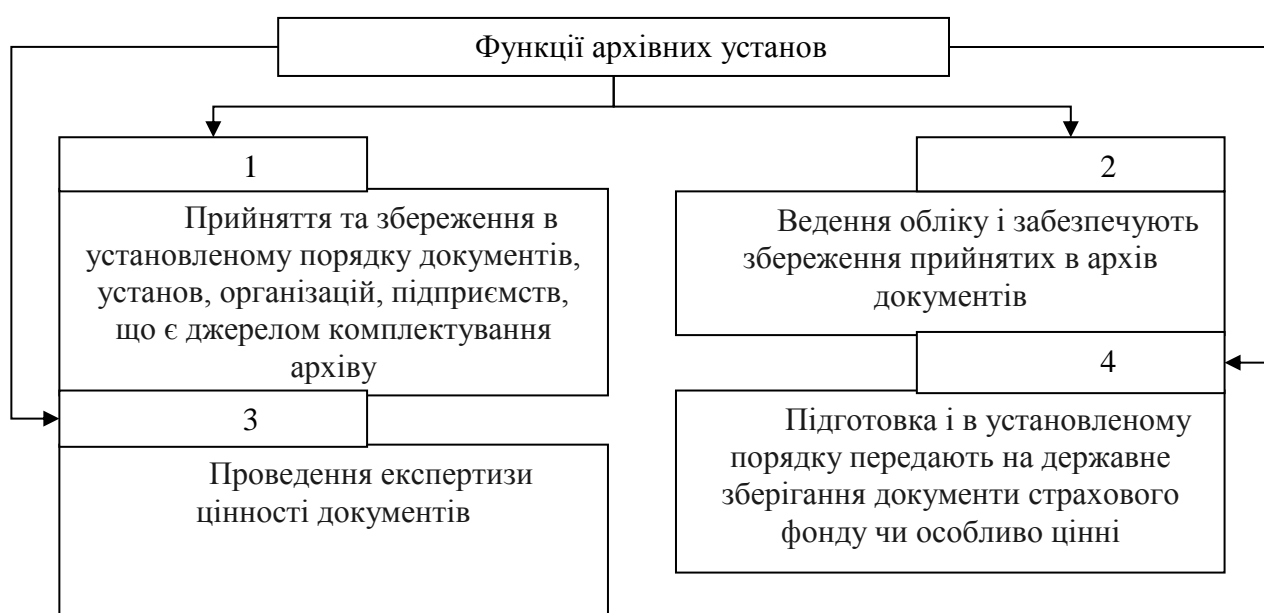 Функції архівних установ
1
Прийняття та збереження в
установленому порядку документів,
установ, організацій, підприємств,
що є джерелом комплектування
архіву
2
Ведення обліку і забезпечують
збереження прийнятих в архів
документів
3
Проведення експертизи
цінності документів
4
Підготовка і в установленому
порядку передають на державне
зберігання документи страхового
фонду чи особливо цінні